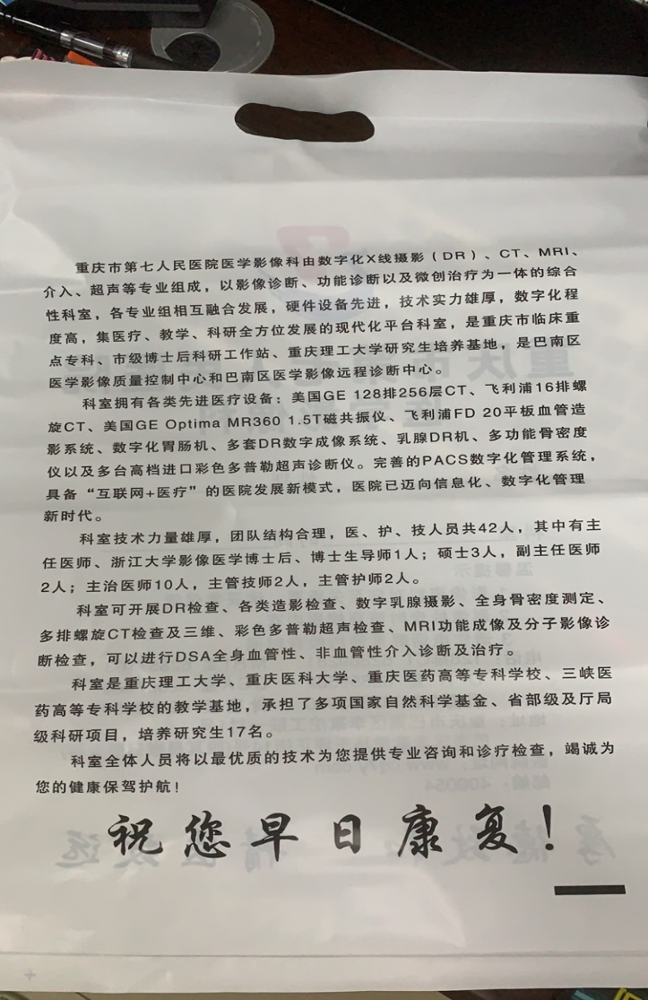 重庆市第七人民医院医学影像科由数字化X线摄影（DR）、CT、MRI、
介入、超声等专业组成，以影像诊断、功能诊断以及微创治疗为一体的综合
性科室，各专业组相互融合发展，硬件设备先进，技术实力雄厚，数字化程
度高，集医疗、教学、科研全方位发展的现代化平台科室，是重庆市临床重
点专科、市级博士后科研工作站、重庆理工大学研究生培养基地，是巴南区
医学影像质量控制中心和巴南区医学影像远程诊断中心。
科室拥有各类先进医疗设备：美国GE 128排256层CT、飞利浦16排螺
旋CT、美国GE Optima MR360 1.5T磁共振仪、飞利浦FD 20平板血管造
影系统、数字化胃肠机、多套DR数字成像系统、乳腺DR机、多功能骨密度
仪以及多台高档进口彩色多普勒超声诊断仪。完善的PACS数字化管理系统，
具备“互联网+医疗”的医院发展新模式，医院已迈向信息化、数字化管理
新时代。
科室技术力量雄厚，团队结构合理，医、护、技人员共42人，其中有主
任医师、浙江大学影像医学博士后、博士生导师1人；硕士3人，副主任医师
2人；主治医师10人，主管技师2人，主管护师2人。
科室可开展DR检查、各类造影检查、数字乳腺摄影、全身骨密度测定、
多排螺旋CT检查及三维、彩色多普勒超声检查、MRI功能成像及分子影像诊
断检查，可以进行DSA全身血管性、非血管性介入诊断及治疗。
科室是重庆理工大学、重庆医科大学、重庆医药高等专科学校、三峡医
药高等专科学校的教学基地，承担了多项国家自然科学基金、省部级及厅局
级科研项目，培养研究生17名。
科室全体人员将以最优质的技术为您提供专业咨询和诊疗检查，竭诚为
您的健康保驾护航！
祝您早日康复！